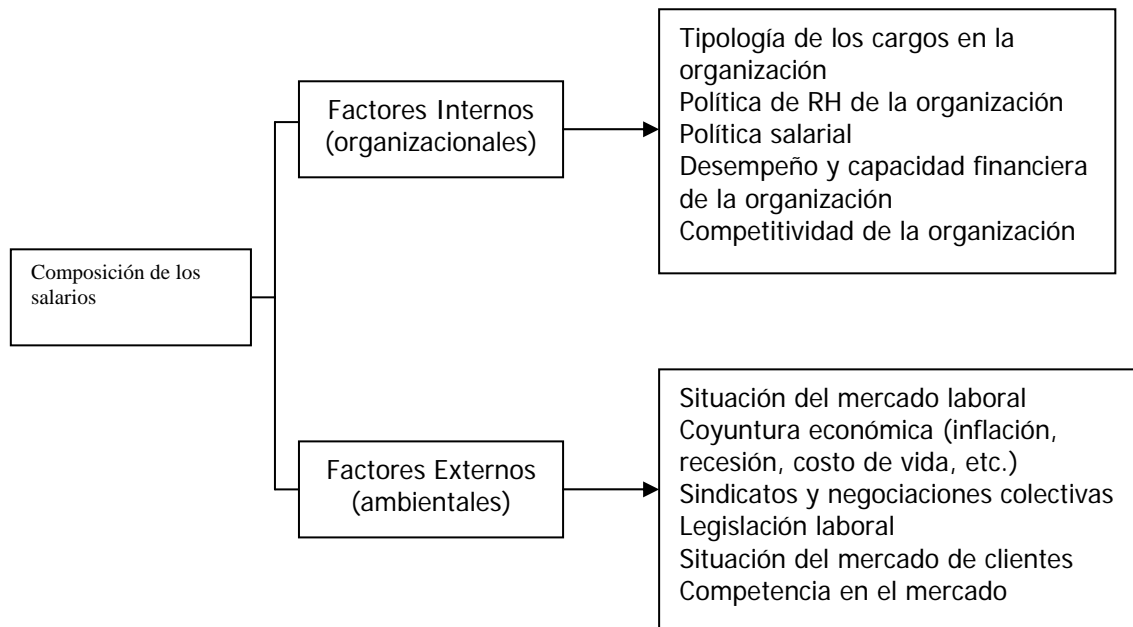 Composición de los
salarios
Factores Internos
(organizacionales)
Tipología de los cargos en la
organización
Política de RH de la organización
Política salarial
Desempeño y capacidad financiera
de la organización
Competitividad de la organización
Factores Externos
(ambientales)
Situación del mercado laboral
Coyuntura económica (inflación,
recesión, costo de vida, etc.)
Sindicatos y negociaciones colectivas
Legislación laboral
Situación del mercado de clientes
Competencia en el mercado